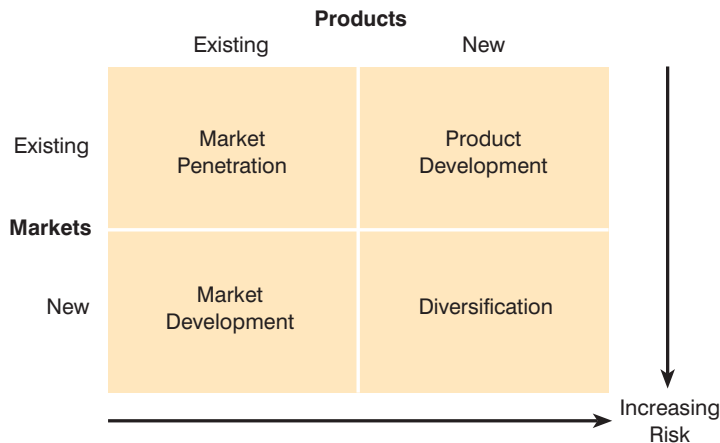 Products
Existing
New
Existing
Market
Penetration
Product
Development
Markets
New
Market
Development
Diversification
Increasing
Risk